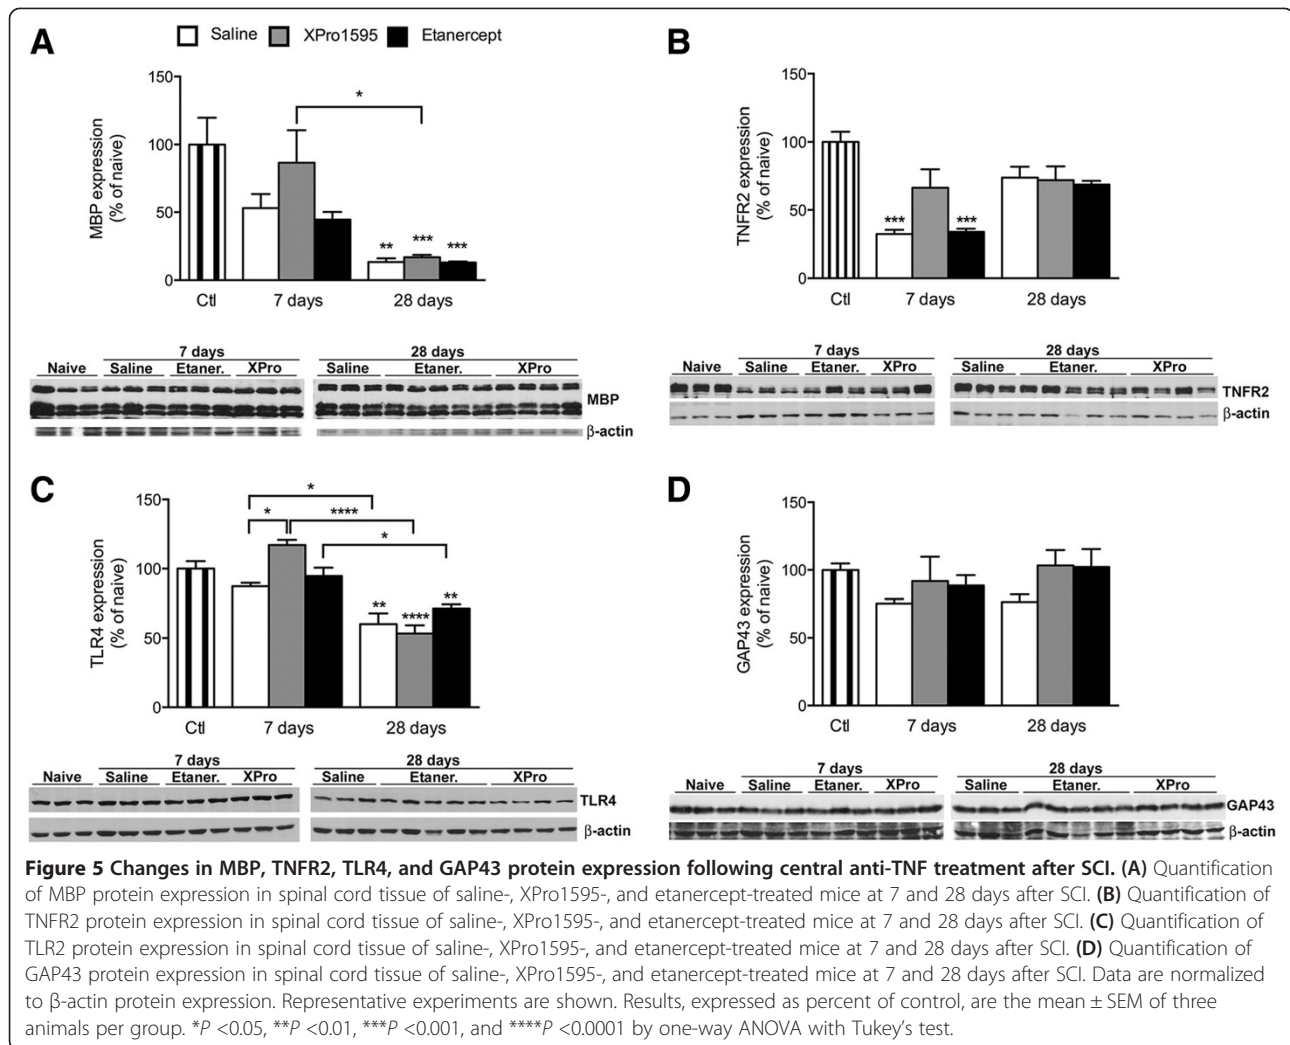 A
Saline XPro1595 Etanercept
150
100
50
0
MBP expression
(% of naive)
*
** *** ***
Ctl 7 days 28 days
7 days 28 days
Naive Saline Etaner. XPro Saline Etaner. XPro
MBP
β-actin
B
150
100
50
0
TNFR2 expression
(% of naive)
*** ***
Ctl 7 days 28 days
7 days 28 days
Naive Saline Etaner. XPro Saline Etaner. XPro
TNFR2
β-actin
C
150
100
50
0
TLR4 expression
(% of naive)
*
* ****
*
** **** **
Ctl 7 days 28 days
7 days 28 days
Naive Saline Etaner. XPro Saline Etaner. XPro
TLR4
β-actin
D
150
100
50
0
GAP43 expression
(% of naive)
Ctl 7 days 28 days
7 days 28 days
Naive Saline Etaner. XPro Saline Etaner. XPro
GAP43
β-actin
Figure 5 Changes in MBP, TNFR2, TLR4, and GAP43 protein expression following central anti-TNF treatment after SCI. (A) Quantification
of MBP protein expression in spinal cord tissue of saline-, XPro1595-, and etanercept-treated mice at 7 and 28 days after SCI. (B) Quantification of
TNFR2 protein expression in spinal cord tissue of saline-, XPro1595-, and etanercept-treated mice at 7 and 28 days after SCI. (C) Quantification of
TLR2 protein expression in spinal cord tissue of saline-, XPro1595-, and etanercept-treated mice at 7 and 28 days after SCI. (D) Quantification of
GAP43 protein expression in spinal cord tissue of saline-, XPro1595-, and etanercept-treated mice at 7 and 28 days after SCI. Data are normalized
to β-actin protein expression. Representative experiments are shown. Results, expressed as percent of control, are the mean ± SEM of three
animals per group. *P <0.05, **P <0.01, ***P <0.001, and ****P <0.0001 by one-way ANOVA with Tukey's test.